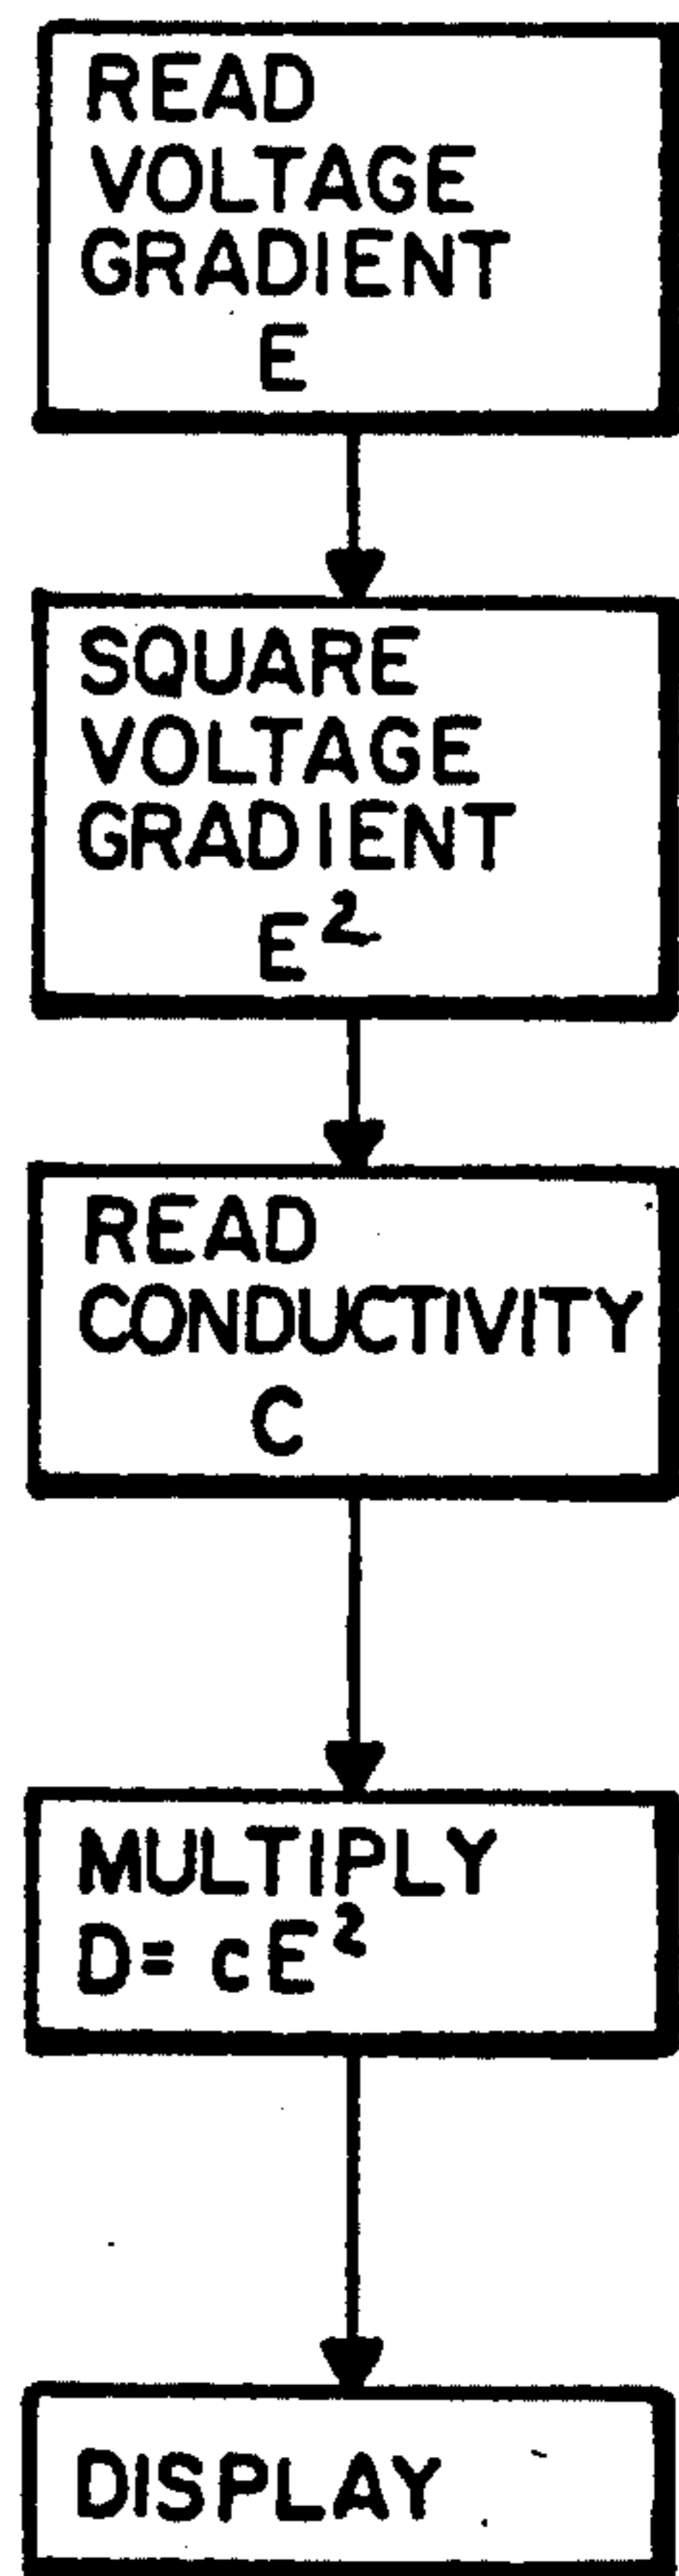 READ
VOLTAGE
GRADIENT
E
SQUARE
VOLTAGE
GRADIENT
E²
READ
CONDUCTIVITY
C
MULTIPLY
D= cE²
DISPLAY